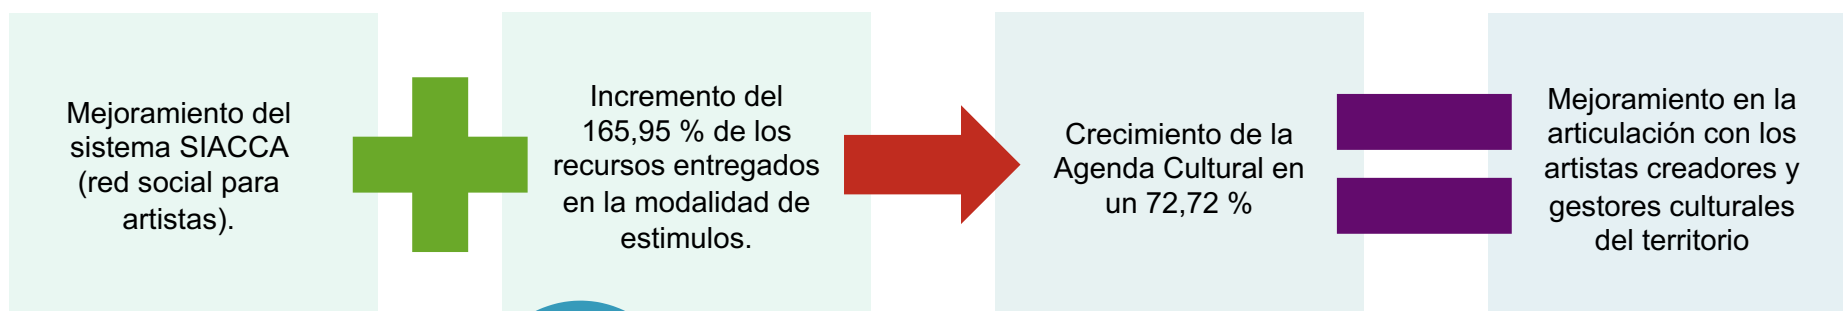 Mejoramiento del
sistema SIACCA
(red social para
artistas).
Incremento del
165,95 % de los
recursos entregados
en la modalidad de
estimulos.
Crecimiento de la
Agenda Cultural en
un 72,72 %
Mejoramiento en la
articulación con los
artistas creadores y
gestores culturales
del territorio